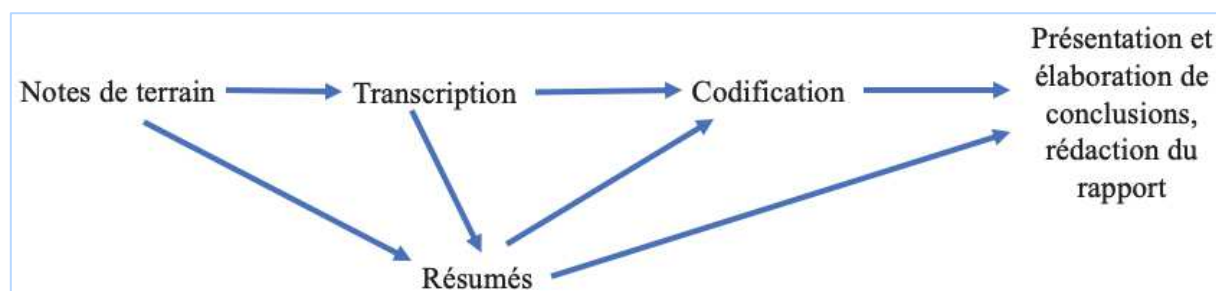 Notes de terrain
Transcription
Codification
Présentation et
élaboration de
conclusions,
rédaction du
rapport
Résumés